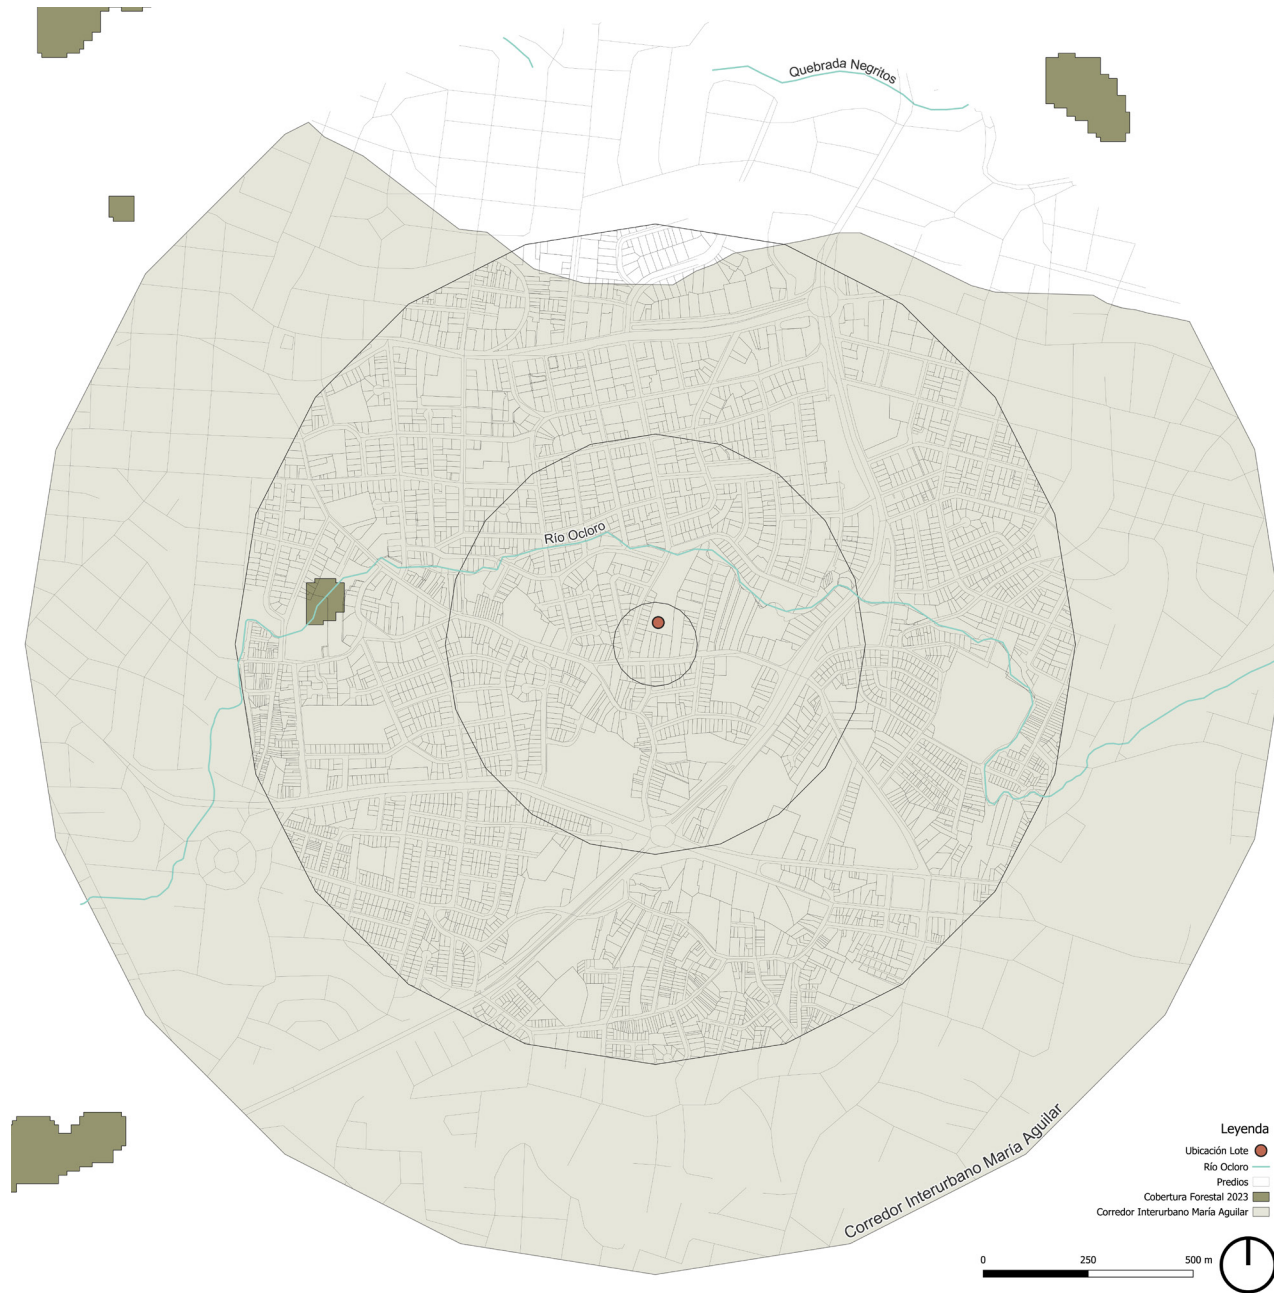 Quebrada Negritos
Río Ocloro
Corredor Interurbano María Aguilar
Leyenda
Ubicación Lote
Río Ocloro
Predios
Cobertura Forestal 2023
Corredor Interurbano María Aguilar
0 250 500 m